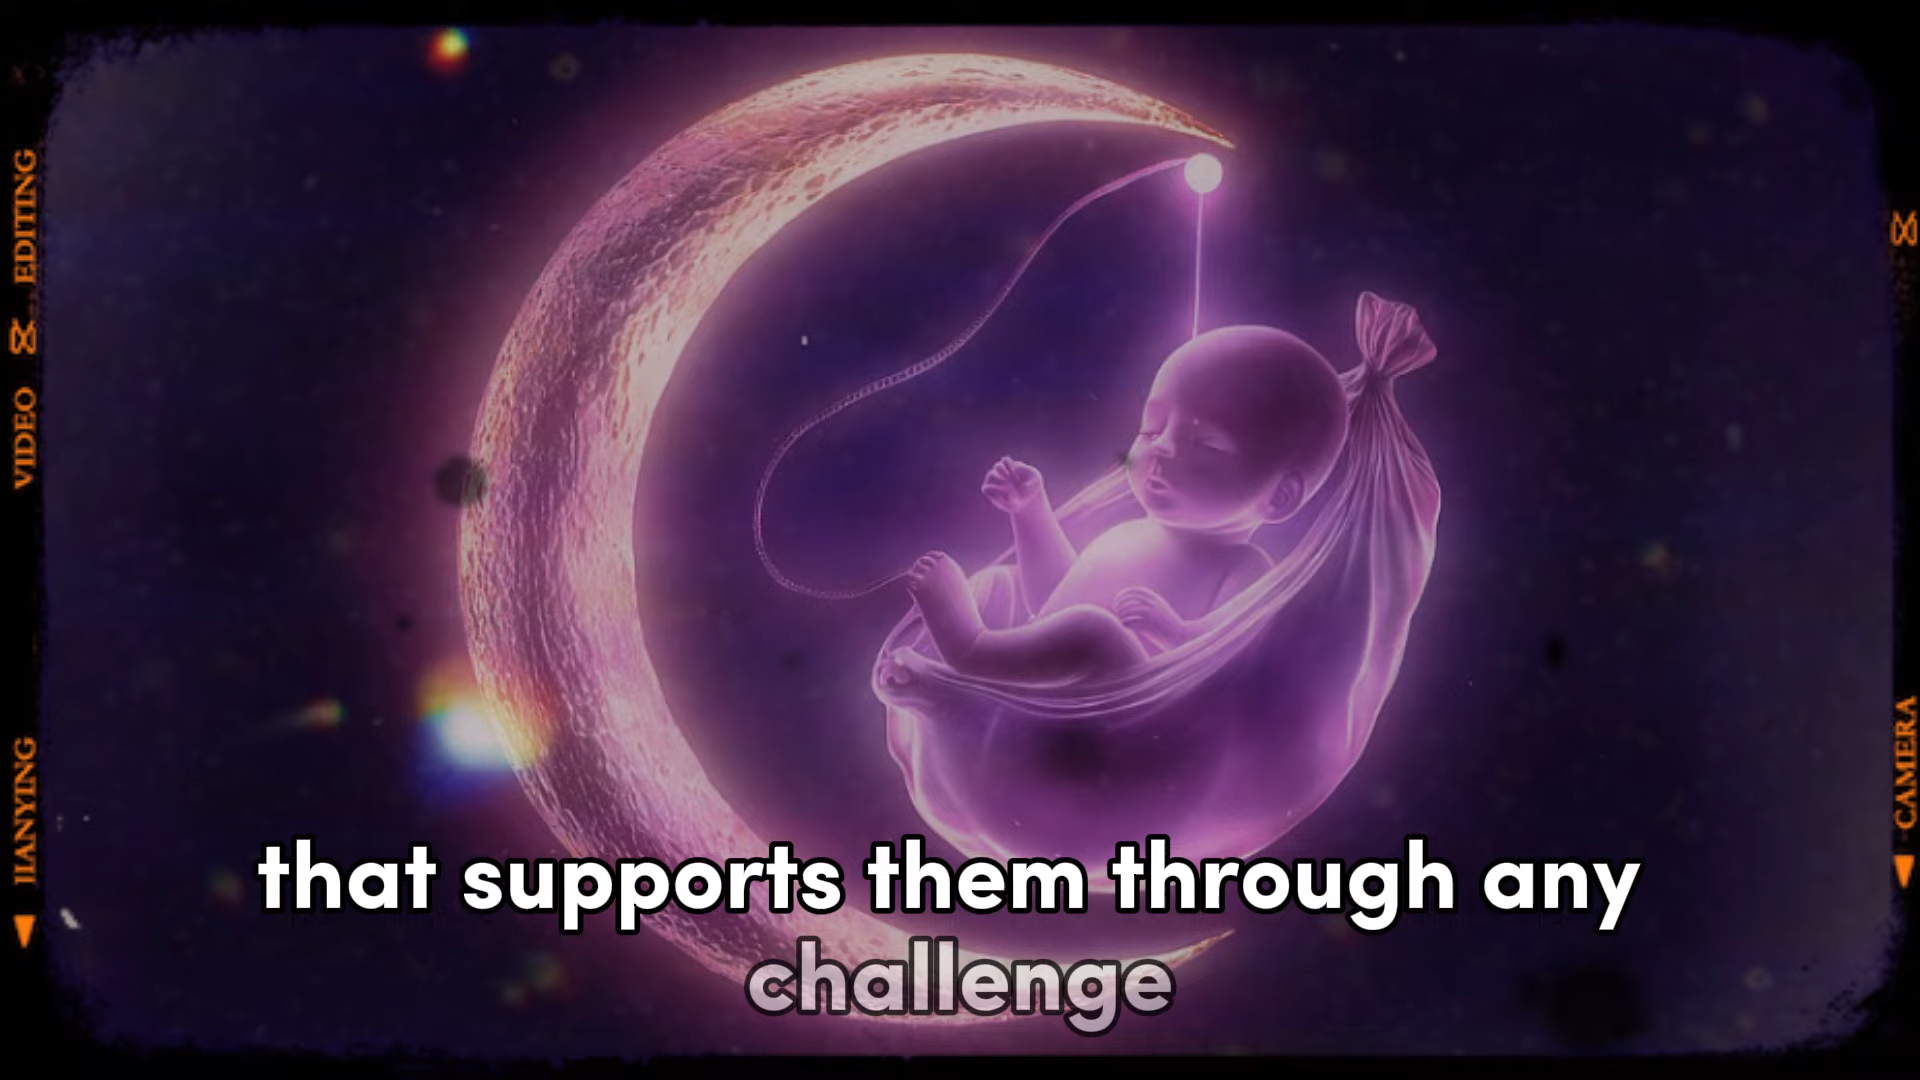 VIDEO EDITING
JIANYING
CAMERA
that supports them through any
challenge